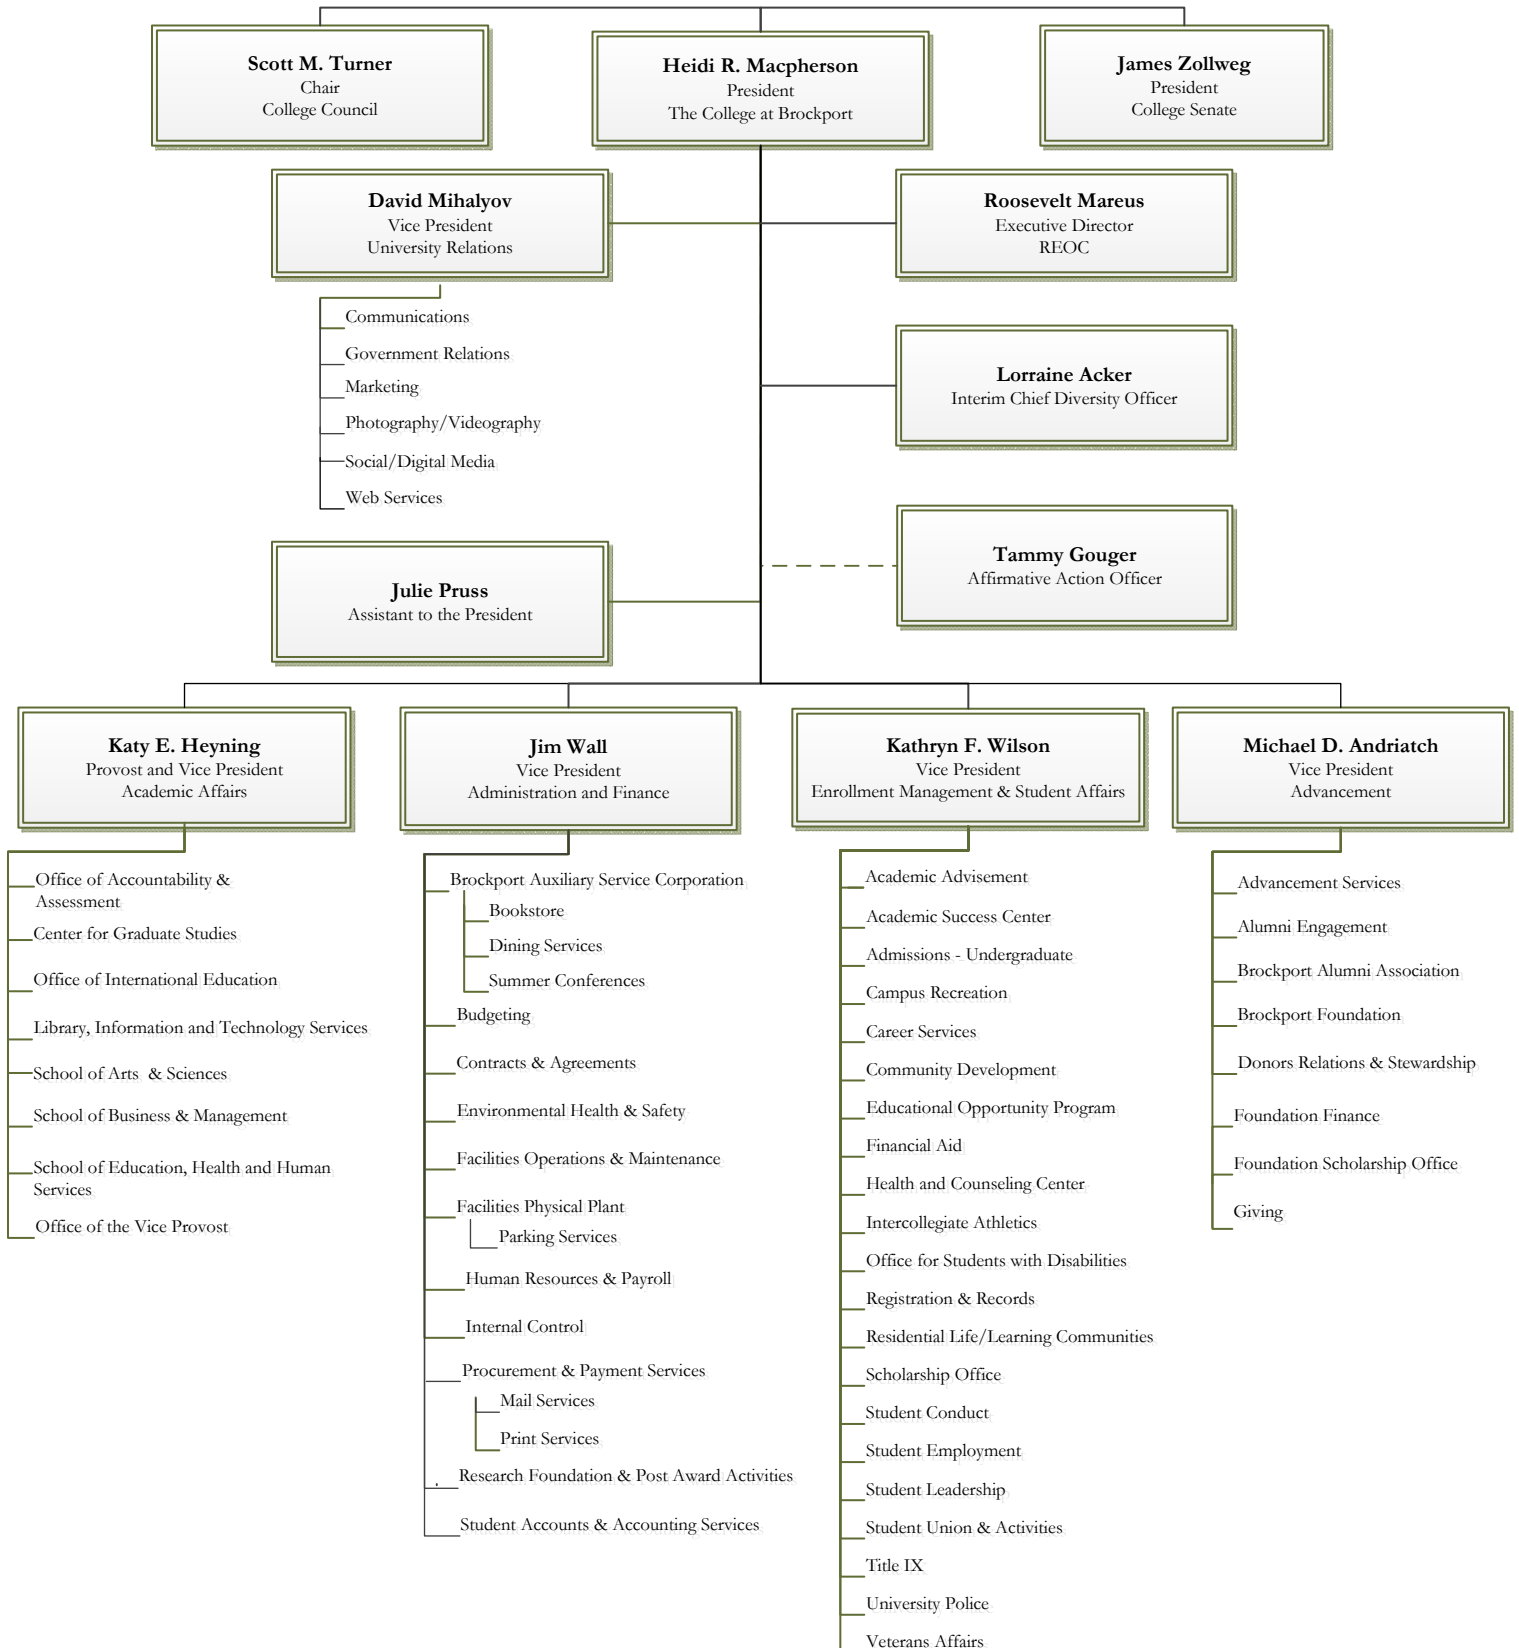 Scott M. Turner
Chair
College Council
Heidi R. Macpherson
President
The College at Brockport
James Zollweg
President
College Senate
David Mihalyov
Vice President
University Relations
Roosevelt Mareus
Executive Director
REOC
Communications
Government Relations
Marketing
Photography/Videography
Social/Digital Media
Web Services
Lorraine Acker
Interim Chief Diversity Officer
Tammy Gouger
Affirmative Action Officer
Julie Pruss
Assistant to the President
Katy E. Heyning
Provost and Vice President
Academic Affairs
Jim Wall
Vice President
Administration and Finance
Kathryn F. Wilson
Vice President
Enrollment Management & Student Affairs
Michael D. Andriatch
Vice President
Advancement
Office of Accountability &
Assessment
Center for Graduate Studies
Office of International Education
Library, Information and Technology Services
School of Arts & Sciences
School of Business & Management
School of Education, Health and Human
Services
Office of the Vice Provost
Brockport Auxiliary Service Corporation
Bookstore
Dining Services
Summer Conferences
Budgeting
Contracts & Agreements
Environmental Health & Safety
Facilities Operations & Maintenance
Facilities Physical Plant
Parking Services
Human Resources & Payroll
Internal Control
Procurement & Payment Services
Mail Services
Print Services
Research Foundation & Post Award Activities
Student Accounts & Accounting Services
Academic Advisement
Academic Success Center
Admissions - Undergraduate
Campus Recreation
Career Services
Community Development
Educational Opportunity Program
Financial Aid
Health and Counseling Center
Intercollegiate Athletics
Office for Students with Disabilities
Registration & Records
Residential Life/Learning Communities
Scholarship Office
Student Conduct
Student Employment
Student Leadership
Student Union & Activities
Title IX
University Police
Veterans Affairs
Advancement Services
Alumni Engagement
Brockport Alumni Association
Brockport Foundation
Donors Relations & Stewardship
Foundation Finance
Foundation Scholarship Office
Giving